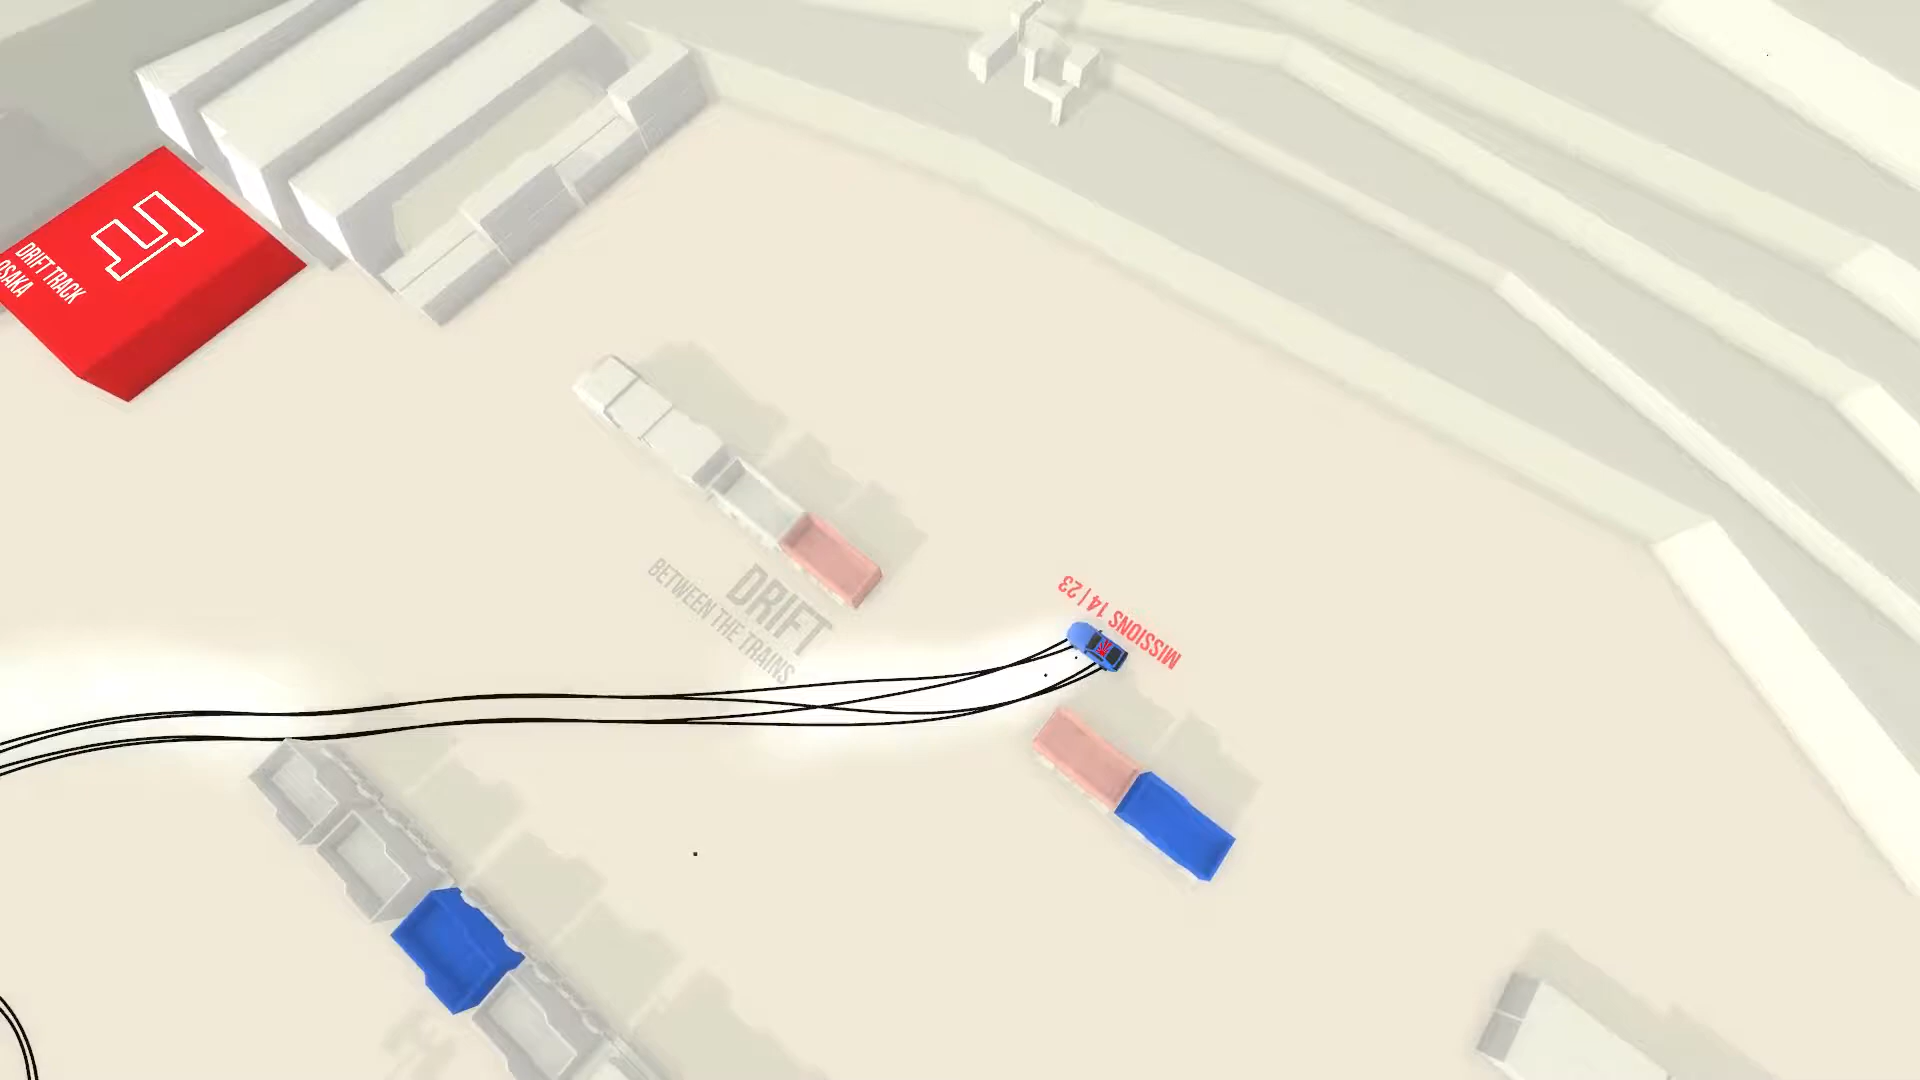 DRIFT TRACK
OSAKA
DRIFT
BETWEEN THE TRAINS
MISSIONS 14 | 23